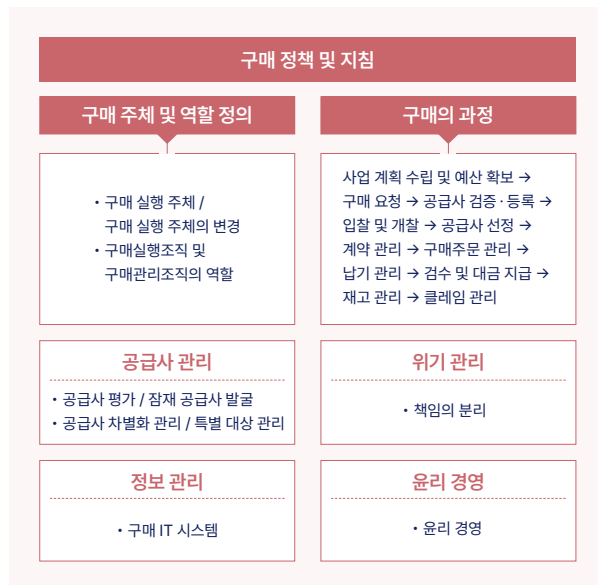 구매 정책 및 지침
구매 주체 및 역할 정의
• 구매 실행 주체 /
구매 실행 주체의 변경
• 구매실행조직 및
구매관리조직의 역할
구매의 과정
사업 계획 수립 및 예산 확보 →
구매 요청 → 공급사 검증·등록 →
입찰 및 개찰 → 공급사 선정 →
계약 관리 → 구매주문 관리 →
납기 관리 → 검수 및 대금 지급 →
재고 관리 → 클레임 관리
공급사 관리
• 공급사 평가 / 잠재 공급사 발굴
• 공급사 차별화 관리 / 특별 대상 관리
위기 관리
• 책임의 분리
정보 관리
• 구매 IT 시스템
윤리 경영
• 윤리 경영